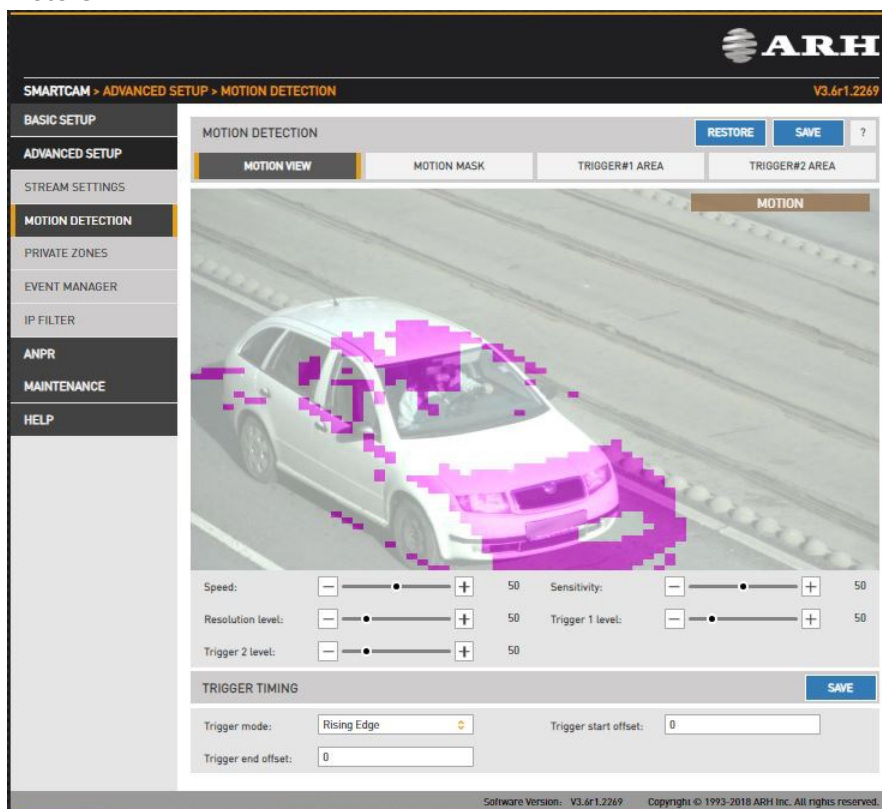 ARH
SMARTCAM > ADVANCED SETUP > MOTION DETECTION V3.6r1.2269
BASIC SETUP
ADVANCED SETUP
STREAM SETTINGS
MOTION DETECTION
PRIVATE ZONES
EVENT MANAGER
IP FILTER
ANPR
MAINTENANCE
HELP
MOTION DETECTION RESTORE SAVE ?
MOTION VIEW MOTION MASK TRIGGER#1 AREA TRIGGER#2 AREA
MOTION
Speed: 50 Sensitivity: 50
Resolution level: 50 Trigger 1 level: 50
Trigger 2 level: 50
TRIGGER TIMING SAVE
Trigger mode: Rising Edge Trigger start offset: 0
Trigger end offset: 0
Software Version: V3.6r1.2269 Copyright © 1993-2018 ARH Inc. All rights reserved.